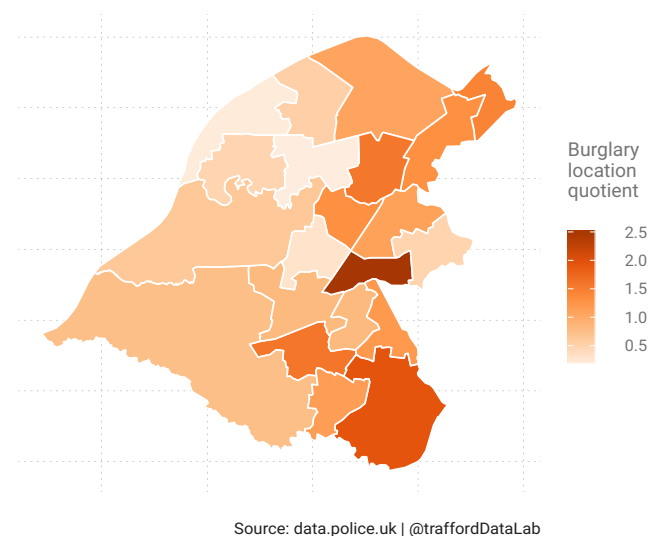 Burglary
location
quotient
2.5
2.0
1.5
1.0
0.5
Source: data.police.uk | @traffordDataLab